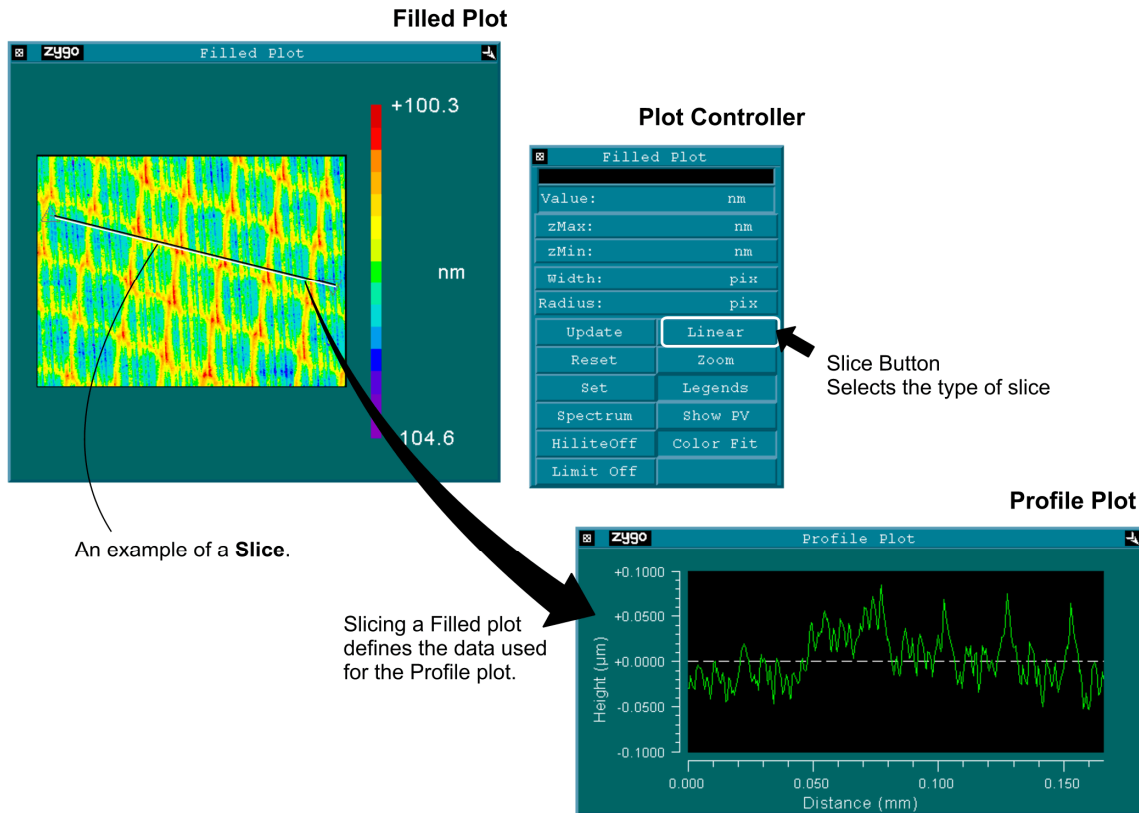 Filled Plot
zygo
Filled Plot
+100.3
nm
104.6
An example of a Slice.
Plot Controller
Filled Plot
Value: nm
zMax: nm
zMin: nm
Width: pix
Radius: pix
Update Linear
Reset Zoom
Set Legends
Spectrum Show PV
HiliteOff Color Fit
Limit Off
Slice Button
Selects the type of slice
Slicing a Filled plot
defines the data used
for the Profile plot.
Profile Plot
zygo
Profile Plot
+0.1000
+0.0500
+0.0000
-0.0500
-0.1000
Height (µm)
0.000 0.050 0.100 0.150
Distance (mm)